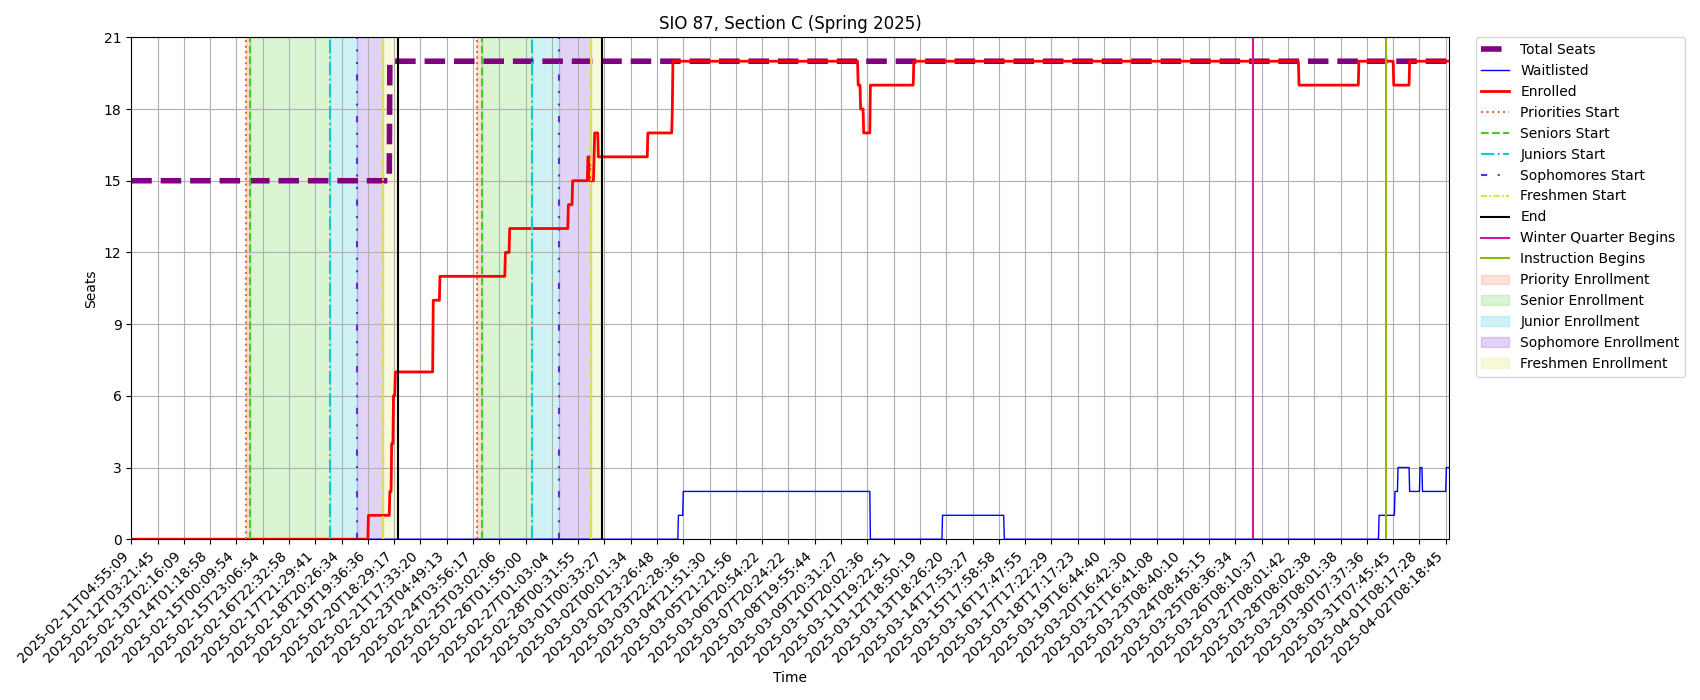 SIO 87, Section C (Spring 2025)
21
18
15
12
9
6
3
0
Seats
2025-02-11T04:55:09
2025-02-12T03:21:45
2025-02-13T02:16:09
2025-02-14T01:18:58
2025-02-15T00:09:54
2025-02-15T23:06:54
2025-02-16T22:32:58
2025-02-17T21:29:41
2025-02-18T20:26:34
2025-02-19T19:36:36
2025-02-20T18:29:17
2025-02-21T17:33:20
2025-02-23T04:49:13
2025-02-24T03:56:17
2025-02-25T03:02:06
2025-02-26T01:55:00
2025-02-27T01:03:04
2025-02-28T00:31:55
2025-03-01T00:33:27
2025-03-02T00:01:34
2025-03-02T23:26:48
2025-03-03T22:28:36
2025-03-04T21:51:30
2025-03-05T21:21:56
2025-03-06T20:54:22
2025-03-07T20:24:22
2025-03-08T19:55:44
2025-03-09T20:31:27
2025-03-10T20:02:36
2025-03-11T19:22:51
2025-03-12T18:50:19
2025-03-13T18:26:20
2025-03-14T17:53:27
2025-03-15T17:58:58
2025-03-16T17:47:55
2025-03-17T17:22:29
2025-03-18T17:17:23
2025-03-19T16:44:40
2025-03-20T16:42:30
2025-03-21T16:41:08
2025-03-23T08:40:10
2025-03-24T08:45:15
2025-03-25T08:36:34
2025-03-26T08:10:37
2025-03-27T08:01:42
2025-03-28T08:02:38
2025-03-29T08:01:38
2025-03-30T07:37:36
2025-03-31T07:45:45
2025-04-01T08:17:28
2025-04-02T08:18:45
Time
Total Seats
Waitlisted
Enrolled
Priorities Start
Seniors Start
Juniors Start
Sophomores Start
Freshmen Start
End
Winter Quarter Begins
Instruction Begins
Priority Enrollment
Senior Enrollment
Junior Enrollment
Sophomore Enrollment
Freshmen Enrollment